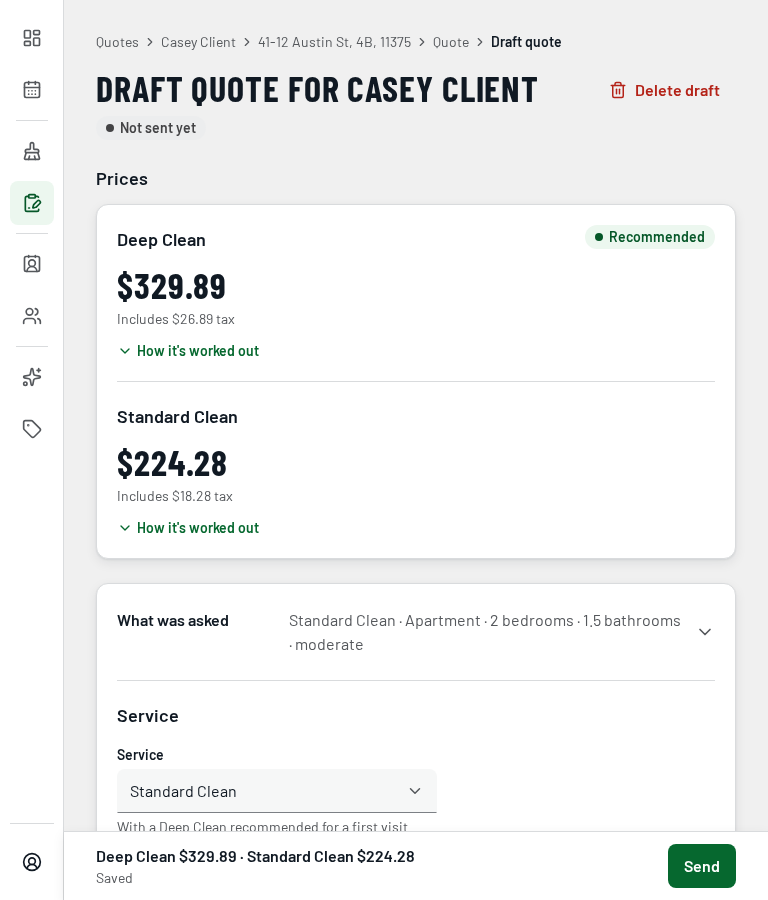 Quotes > Casey Client > 41-12 Austin St, 4B, 11375 > Quote > Draft quote
DRAFT QUOTE FOR CASEY CLIENT
Delete draft
Not sent yet
Prices
Deep Clean
Recommended
$329.89
Includes $26.89 tax
How it's worked out
Standard Clean
$224.28
Includes $18.28 tax
How it's worked out
What was asked
Standard Clean · Apartment · 2 bedrooms · 1.5 bathrooms
· moderate
Service
Service
Standard Clean
With a Deep Clean recommended for a first visit
Deep Clean $329.89 · Standard Clean $224.28
Saved
Send